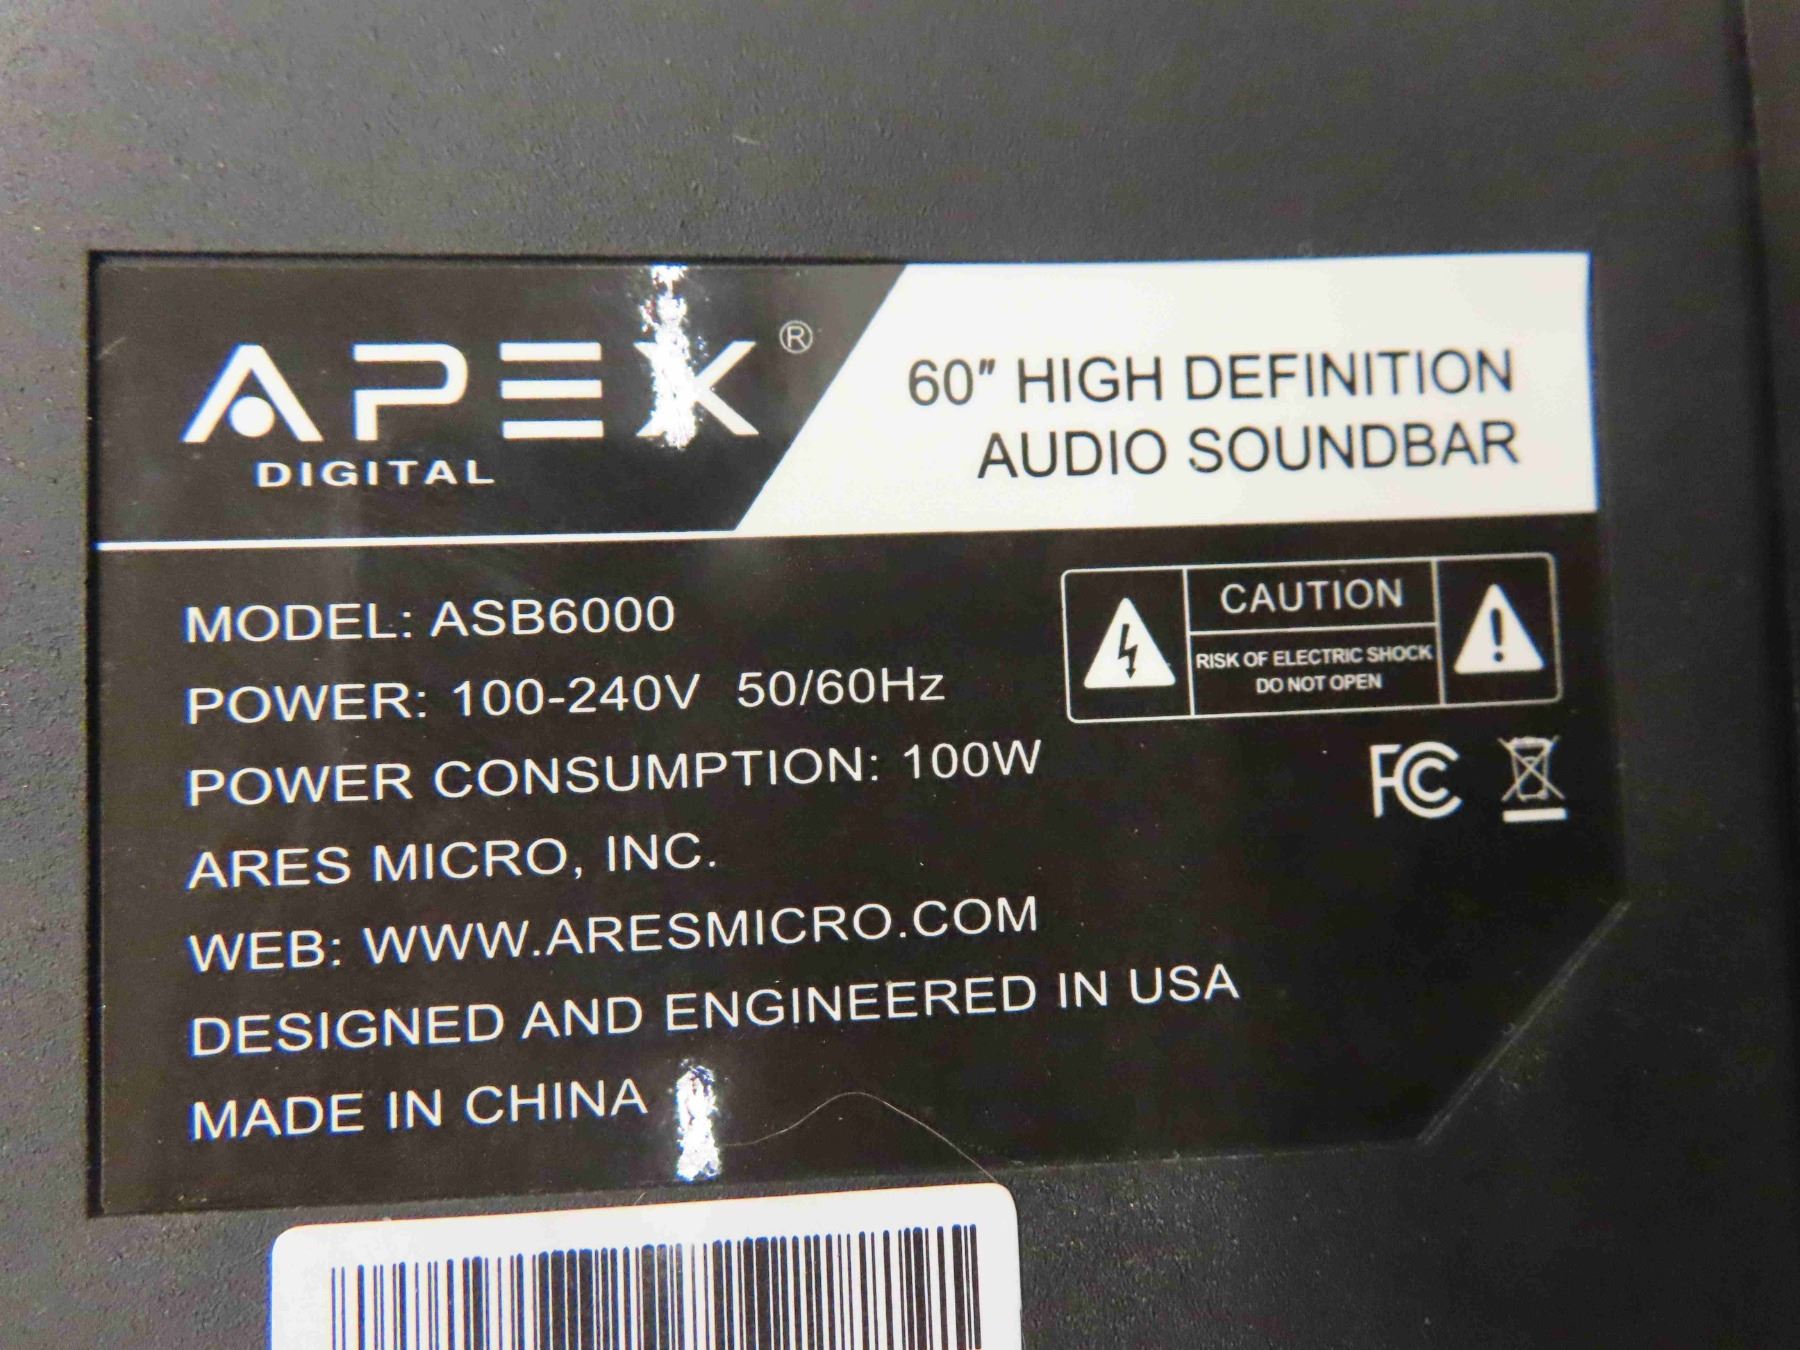 APEX®
DIGITAL
60" HIGH DEFINITION
AUDIO SOUNDBAR
MODEL: ASB6000
POWER: 100-240V 50/60Hz
POWER CONSUMPTION: 100W
ARES MICRO, INC.
WEB: WWW.ARESMICRO.COM
DESIGNED AND ENGINEERED IN USA
MADE IN CHINA
CAUTION
RISK OF ELECTRIC SHOCK
DO NOT OPEN
FC